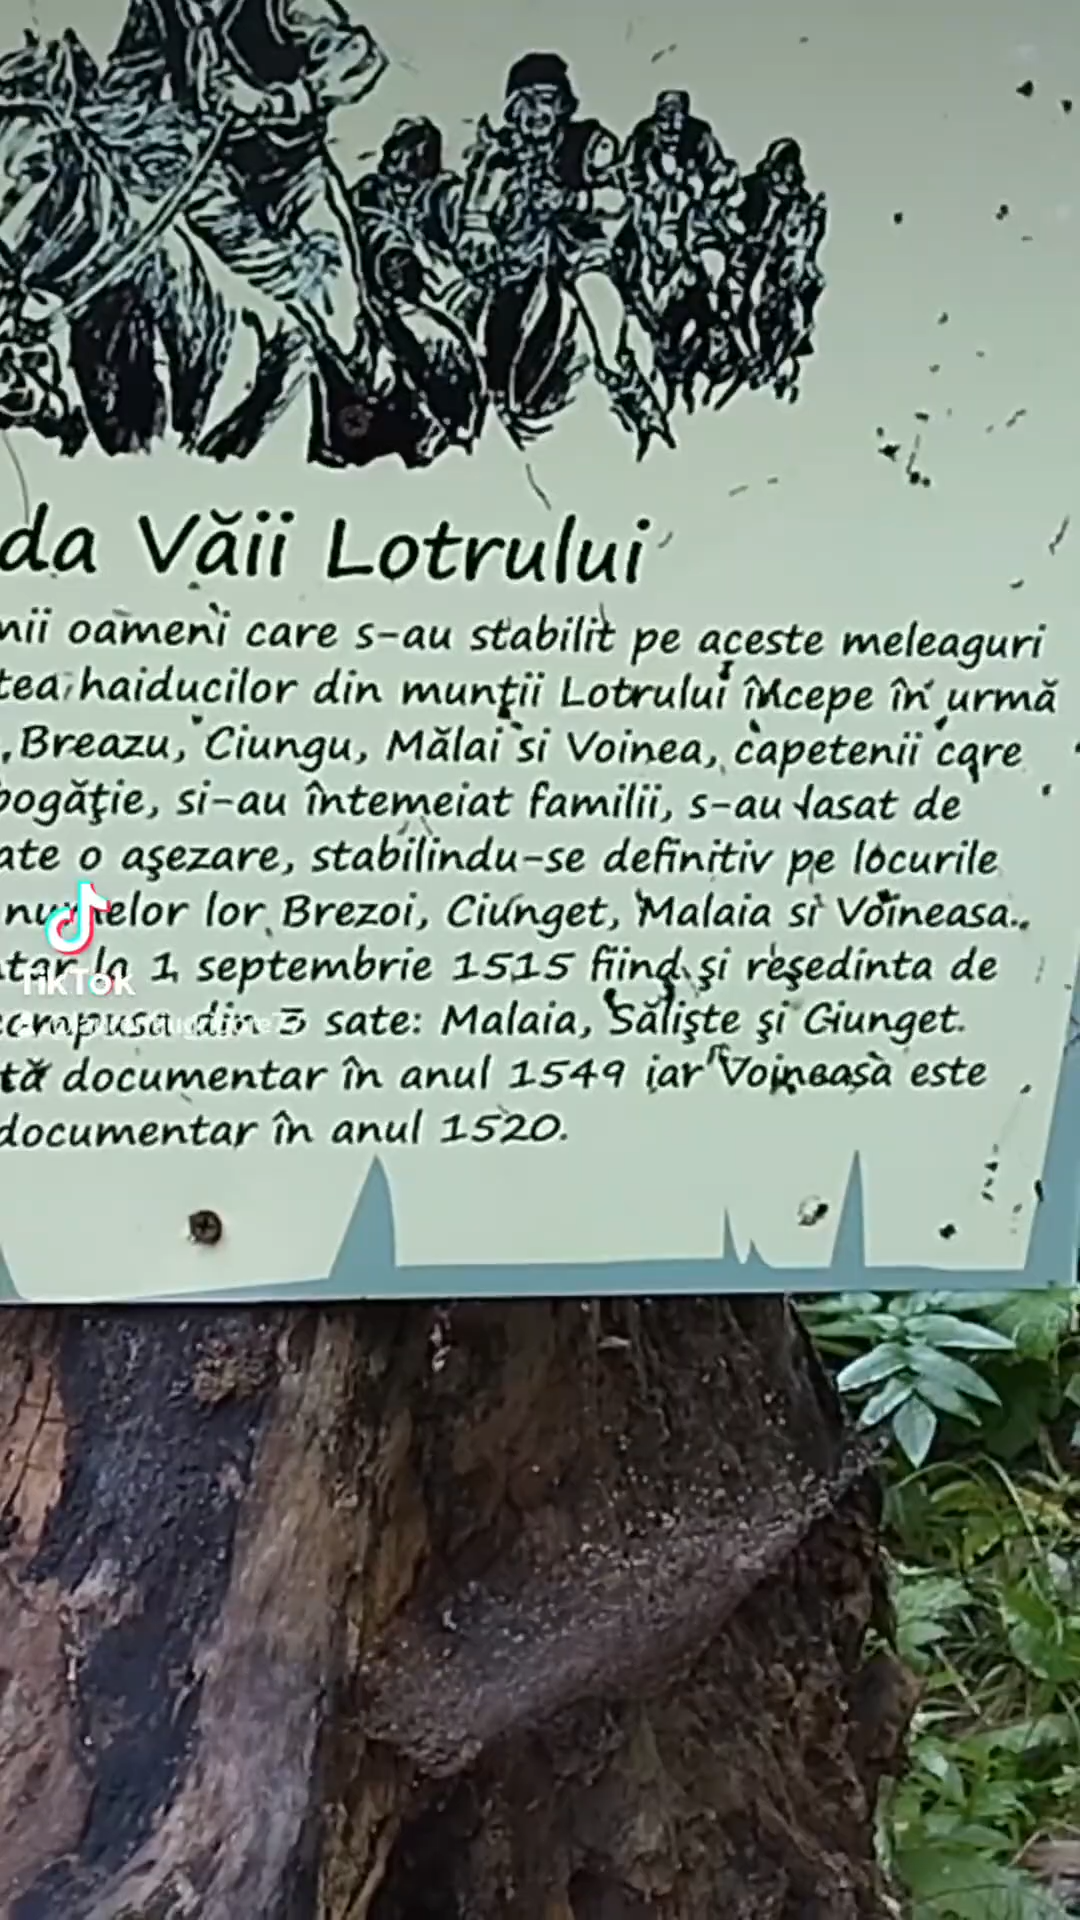 da Văii Lotrului
nii oameni care s-au stabilit pe aceste meleaguri
tea haiducilor din munții Lotrului începe în urmă
, Breazu, Ciungu, Mălai si Voinea, capetenii care
bogăţie, si-au întemeiat familii, s-au lasat de
ate o aşezare, stabilindu-se definitiv pe locurile
numelor lor Brezoi, Ciunget, Malaia si Voineasa.
tar la 1 septembrie 1515 fiind şi reşedinta de
compusa din 3 sate: Malaia, Sălişte şi Ciunget.
tă documentar în anul 1549 iar Voineasa este
documentar în anul 1520.
TikTok